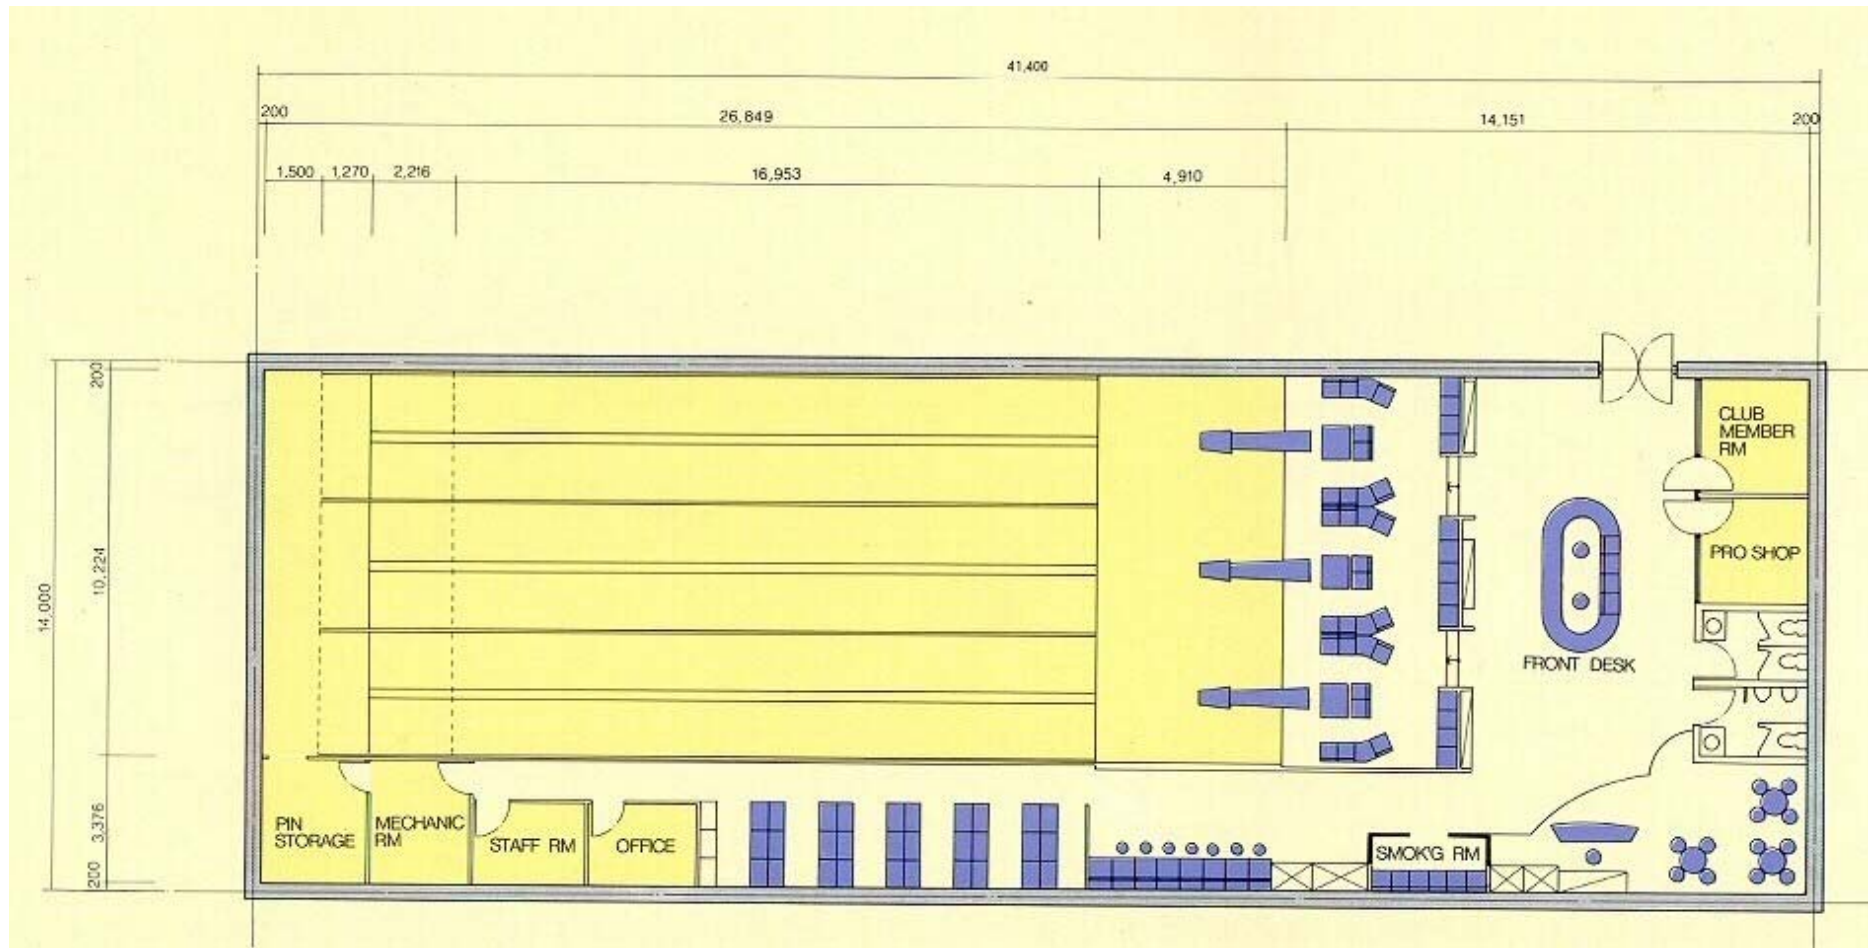 41,400
200
26,849
14,151
200
1,500
1,270
2,216
16,953
4,910
200
10,224
14,000
3,376
200
CLUB
MEMBER
RM
PRO SHOP
FRONT DESK
PIN
STORAGE
MECHANIC
RM
STAFF RM
OFFICE
SMOK'G RM